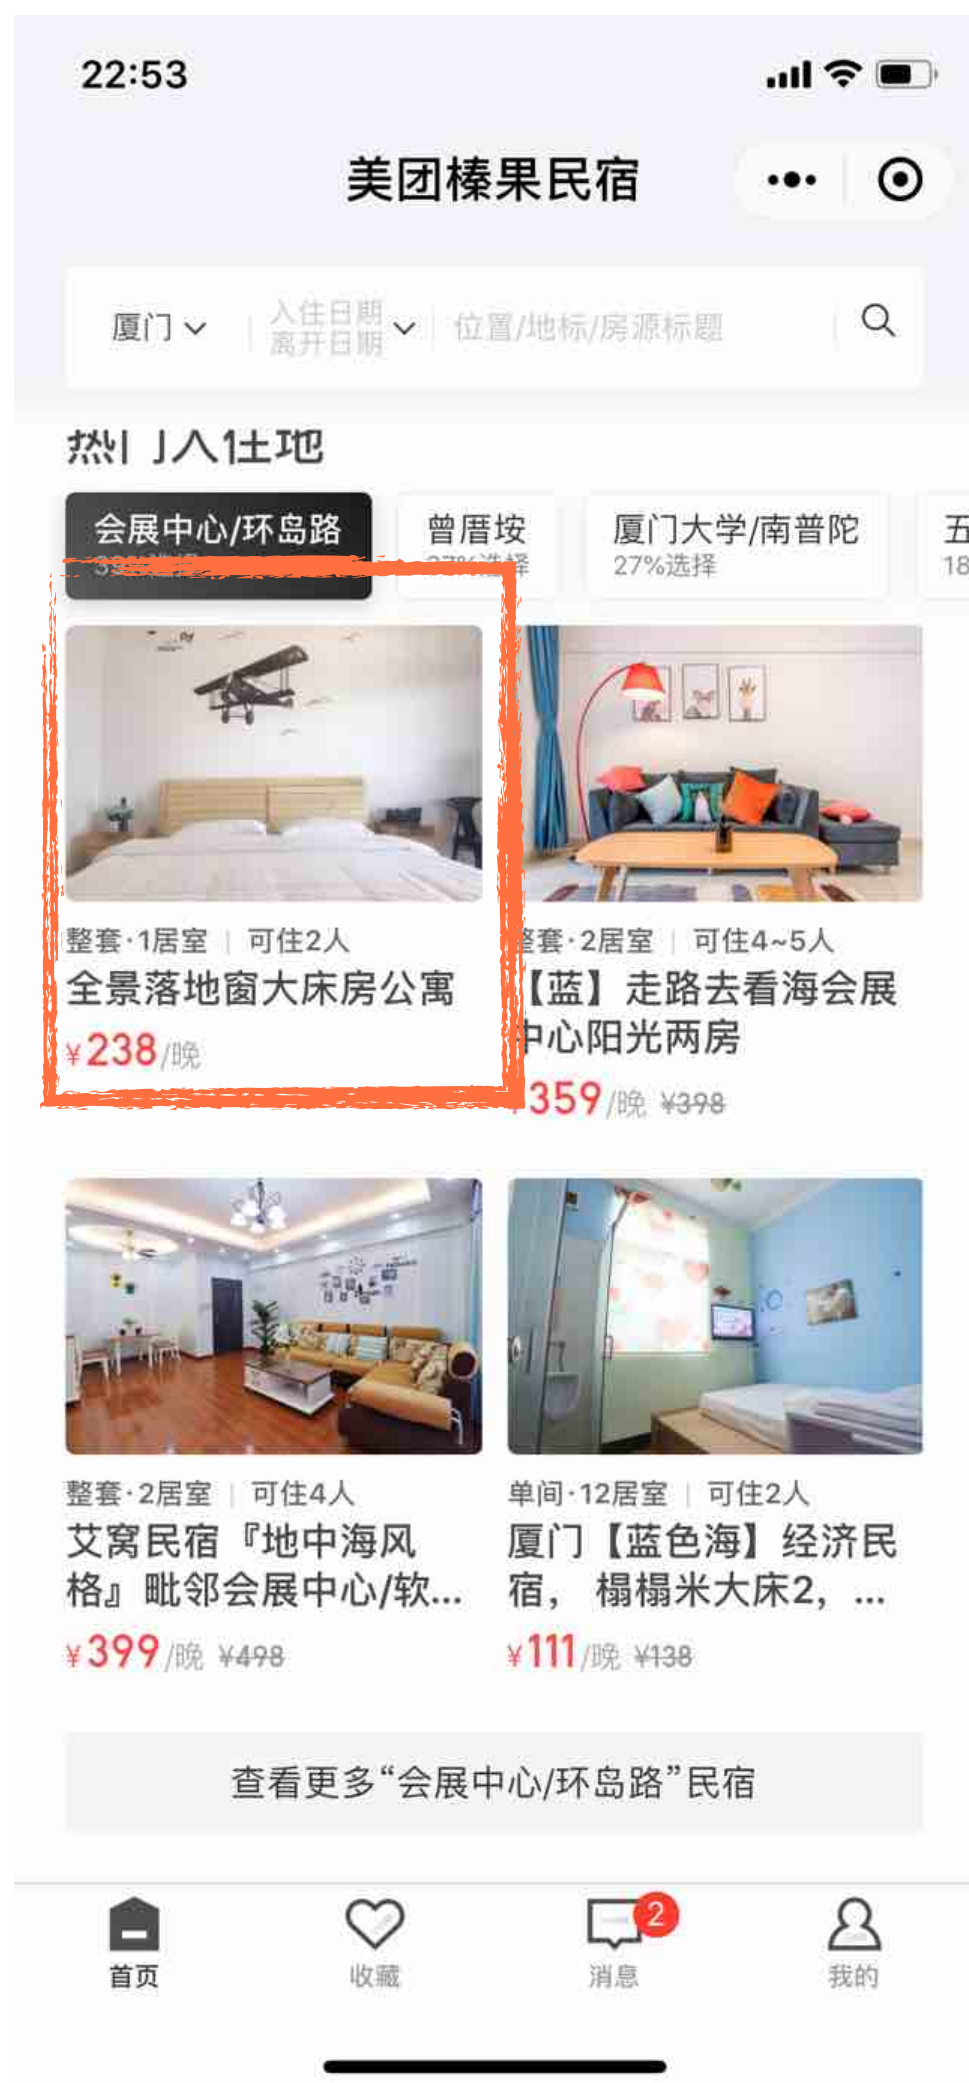 22:53
美团榛果民宿
厦门
入住日期
离开日期
位置/地标/房源标题
热门入住地
会展中心/环岛路
曾厝垵
厦门大学/南普陀
27%选择
五
18
整套·1居室 | 可住2人
全景落地窗大床房公寓
¥238/晚
整套·2居室 | 可住4~5人
【蓝】走路去看海会展
中心阳光两房
¥359/晚 ¥398
整套·2居室 | 可住4人
艾窝民宿『地中海风
格』毗邻会展中心/软...
¥399/晚 ¥498
单间·12居室 | 可住2人
厦门【蓝色海】经济民
宿， 榻榻米大床2， ...
¥111/晚 ¥138
查看更多“会展中心/环岛路”民宿
首页
收藏
2
消息
我的